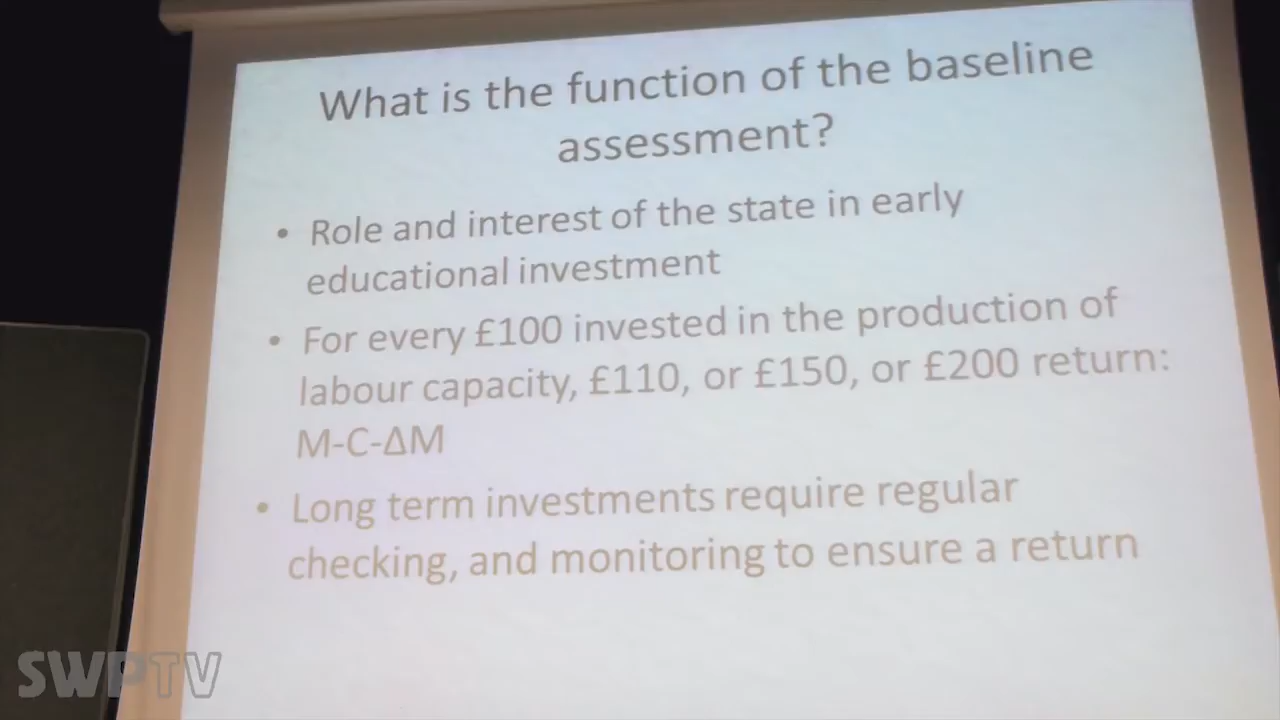 What is the function of the baseline
assessment?
• Role and interest of the state in early
educational investment
• For every £100 invested in the production of
labour capacity, £110, or £150, or £200 return:
M-C-ΔM
• Long term investments require regular
checking, and monitoring to ensure a return
SWPTV